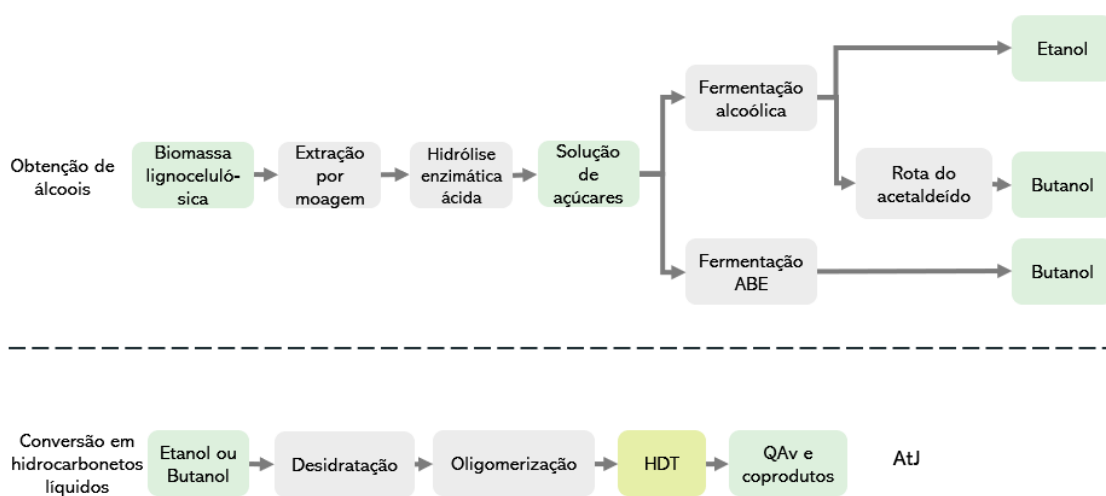 Etanol
Fermentação
alcoólica
Obtenção de
álcoois
Biomassa
lignoceluló-
sica
Extração
por
moagem
Hidrólise
enzimática
ácida
Solução
de
açúcares
Rota do
acetaldeído
Butanol
Fermentação
ABE
Butanol
Conversão em
hidrocarbonetos
líquidos
Etanol ou
Butanol
Desidratação
Oligomerização
HDT
QAv e
coprodutos
AtJ